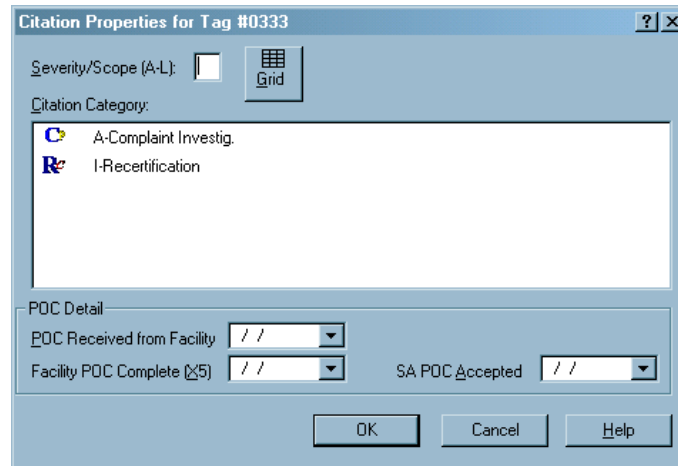 Citation Properties for Tag #0333
Severity/Scope (A-L):
Grid
Citation Category:
A-Complaint Investig.
I-Recertification
POC Detail
POC Received from Facility / /
Facility POC Complete (X5) / / SA POC Accepted / /
OK Cancel Help